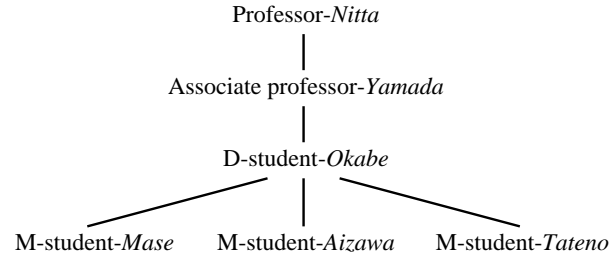 Professor-Nitta
Associate professor-Yamada
D-student-Okabe
M-student-Mase M-student-Aizawa M-student-Tateno